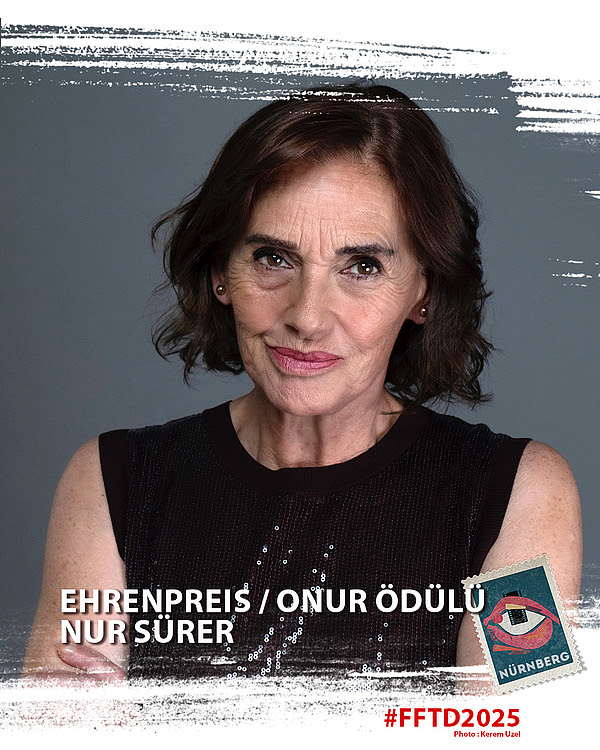 EHRENPREIS / ONUR ÖDÜLÜ
NUR SÜRER
NÜRNBERG
#FFTD2025
Photo : Kerem Uzel